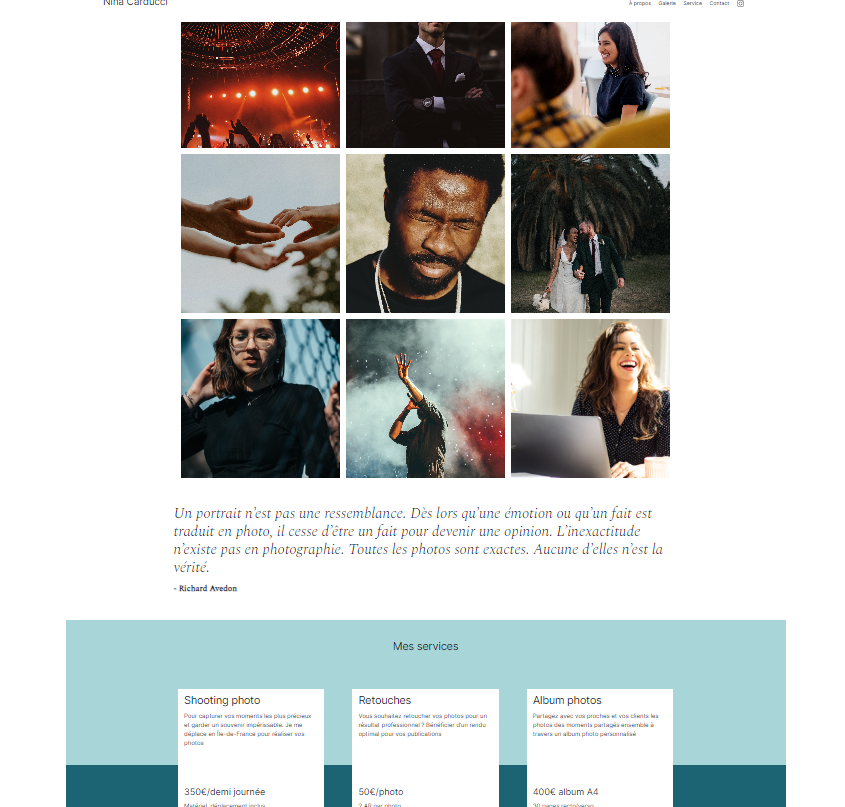 Nina Carducci
À propos Galerie Service Contact
Un portrait n’est pas une ressemblance. Dès lors qu’une émotion ou qu’un fait est
traduit en photo, il cesse d’être un fait pour devenir une opinion. L’inexactitude
n’existe pas en photographie. Toutes les photos sont exactes. Aucune d’elles n’est la
vérité.
- Richard Avedon
Mes services
Shooting photo
Pour capturer vos moments les plus précieux
et garder un souvenir impérissable. Je me
déplace en Île-de-France pour réaliser vos
photos
350€/demi journée
Matériel, déplacement inclus
Retouches
Vous souhaitez retoucher vos photos pour un
résultat professionnel ? Bénéficier d'un rendu
optimal pour vos publications
50€/photo
2 AR par photo
Album photos
Partagez avec vos proches et vos clients les
photos des moments partagés ensemble à
travers un album photo personnalisé
400€ album A4
30 pages recto/verso